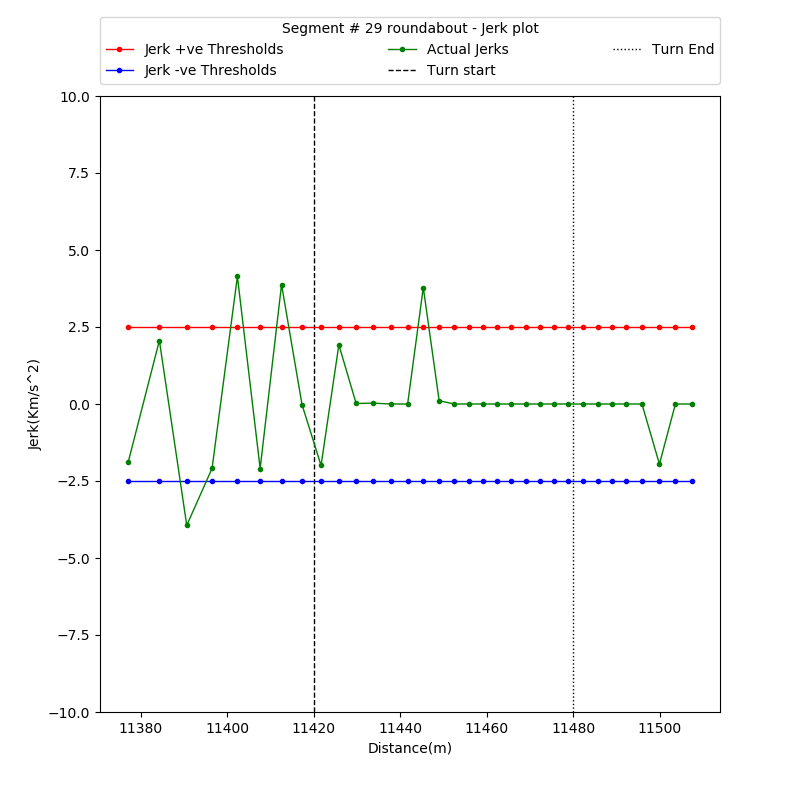 Segment # 29 roundabout - Jerk plot
Jerk +ve Thresholds
Jerk -ve Thresholds
Actual Jerks
Turn start
Turn End
10.0
7.5
5.0
2.5
0.0
−2.5
−5.0
−7.5
−10.0
Jerk(Km/s^2)
11380 11400 11420 11440 11460 11480 11500
Distance(m)